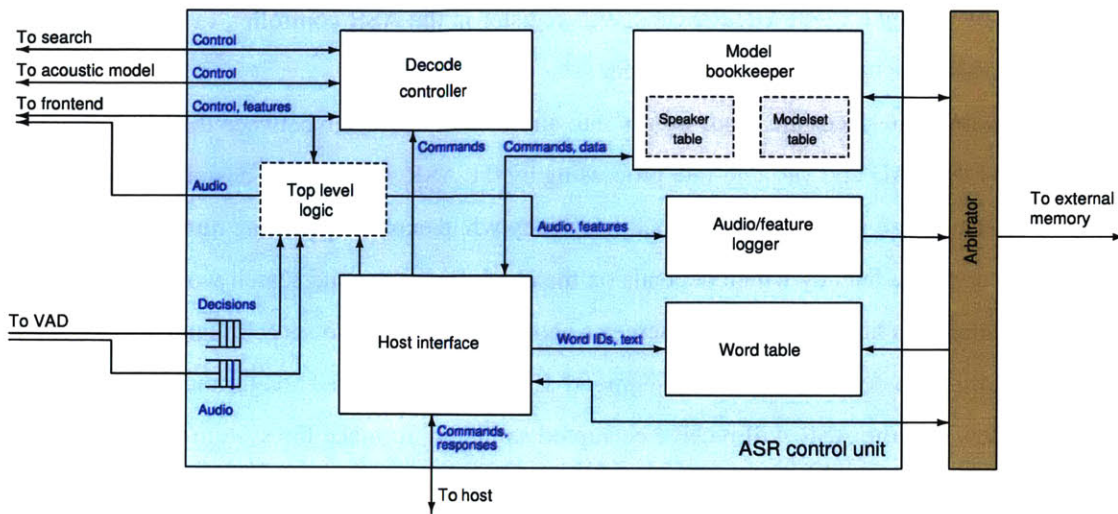 To search
Control
To acoustic model
Control
To frontend
Control, features
Audio
Decode
controller
Commands
Model
bookkeeper
Speaker
table
Modelset
table
Commands, data
Top level
logic
Audio, features
Audio/feature
logger
Arbitrator
To external
memory
Decisions
To VAD
Audio
Host interface
Word IDs, text
Word table
Commands,
responses
ASR control unit
To host